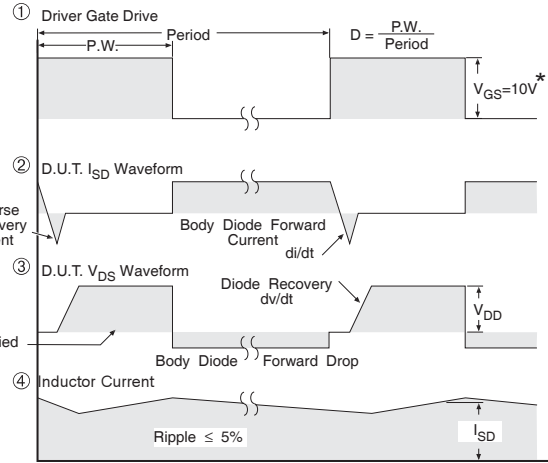 ① Driver Gate Drive
P.W.
Period
D = P.W. / Period
V_GS=10V*
② D.U.T. I_SD Waveform
Body Diode Forward
Current
di/dt
③ D.U.T. V_DS Waveform
Diode Recovery
dv/dt
V_DD
Body Diode Forward Drop
④ Inductor Current
Ripple ≤ 5%
I_SD